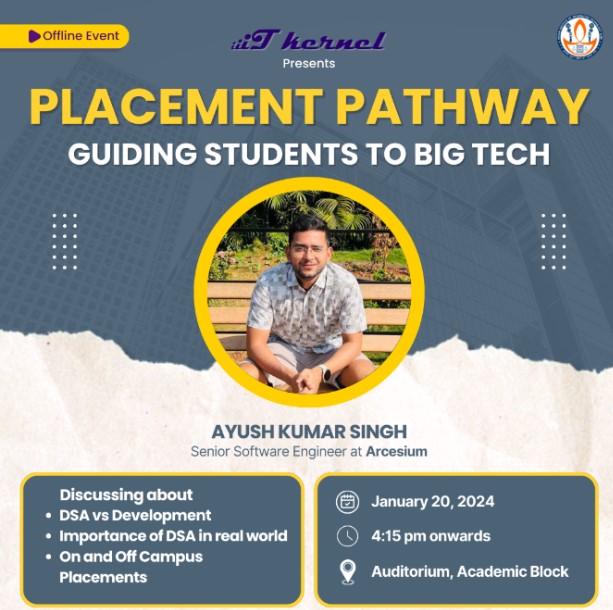 Offline Event
iiiT kernel
Presents
PLACEMENT PATHWAY
GUIDING STUDENTS TO BIG TECH
AYUSH KUMAR SINGH
Senior Software Engineer at Arcesium
Discussing about
• DSA vs Development
• Importance of DSA in real world
• On and Off Campus
Placements
January 20, 2024
4:15 pm onwards
Auditorium, Academic Block